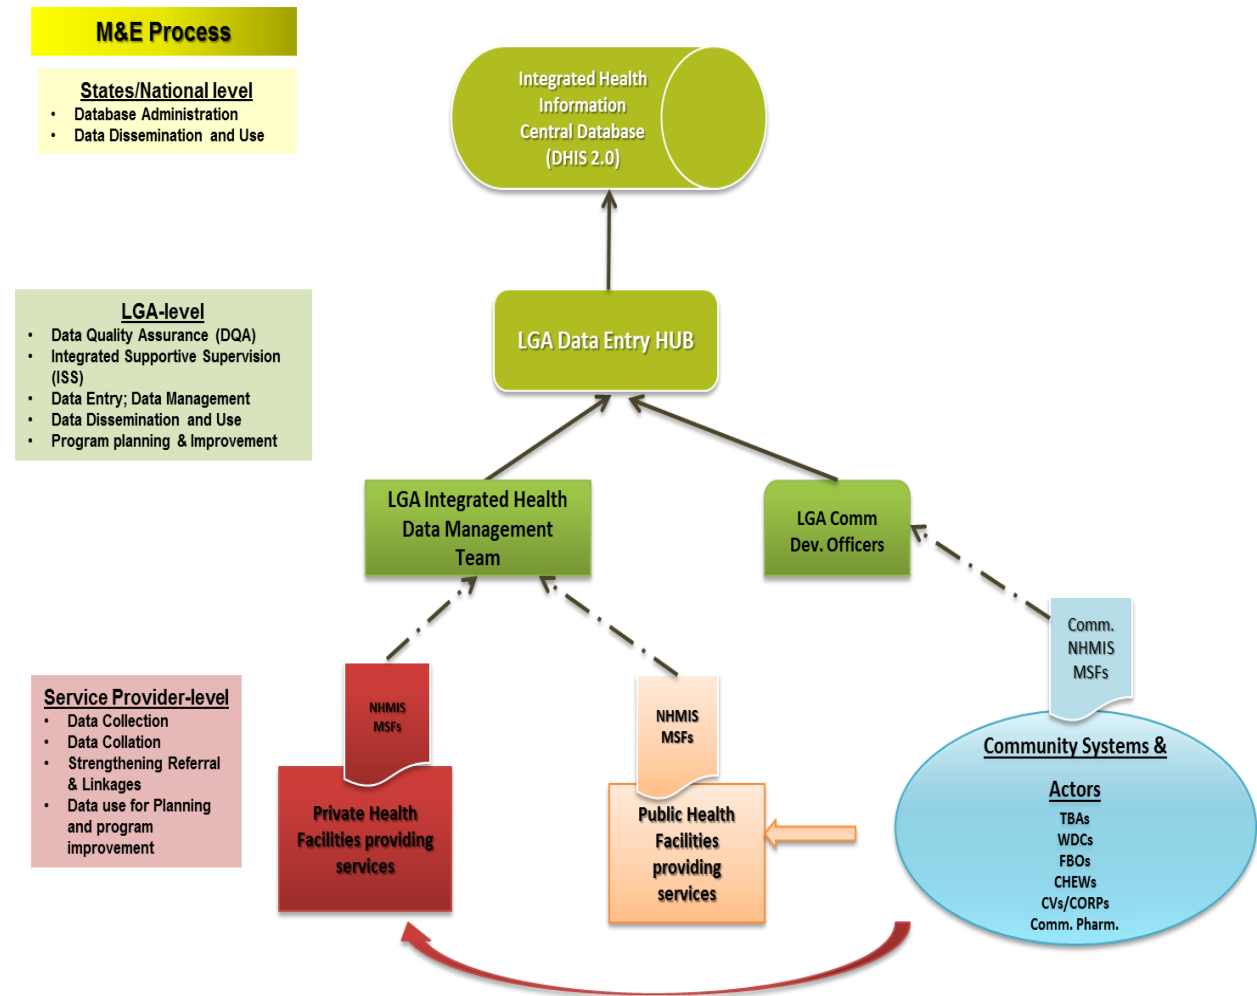 M&E Process
States/National level
• Database Administration
• Data Dissemination and Use
Integrated Health
Information
Central Database
(DHIS 2.0)
LGA-level
• Data Quality Assurance (DQA)
• Integrated Supportive Supervision
(ISS)
• Data Entry; Data Management
• Data Dissemination and Use
• Program planning & Improvement
LGA Data Entry HUB
LGA Integrated Health
Data Management
Team
LGA Comm
Dev. Officers
Service Provider-level
• Data Collection
• Data Collation
• Strengthening Referral
& Linkages
• Data use for Planning
and program
improvement
NHMIS
MSFs
Private Health
Facilities providing
services
NHMIS
MSFs
Public Health
Facilities
providing
services
Comm.
NHMIS
MSFs
Community Systems &
Actors
TBAs
WDCs
FBOs
CHEWs
CVs/CORPs
Comm. Pharm.